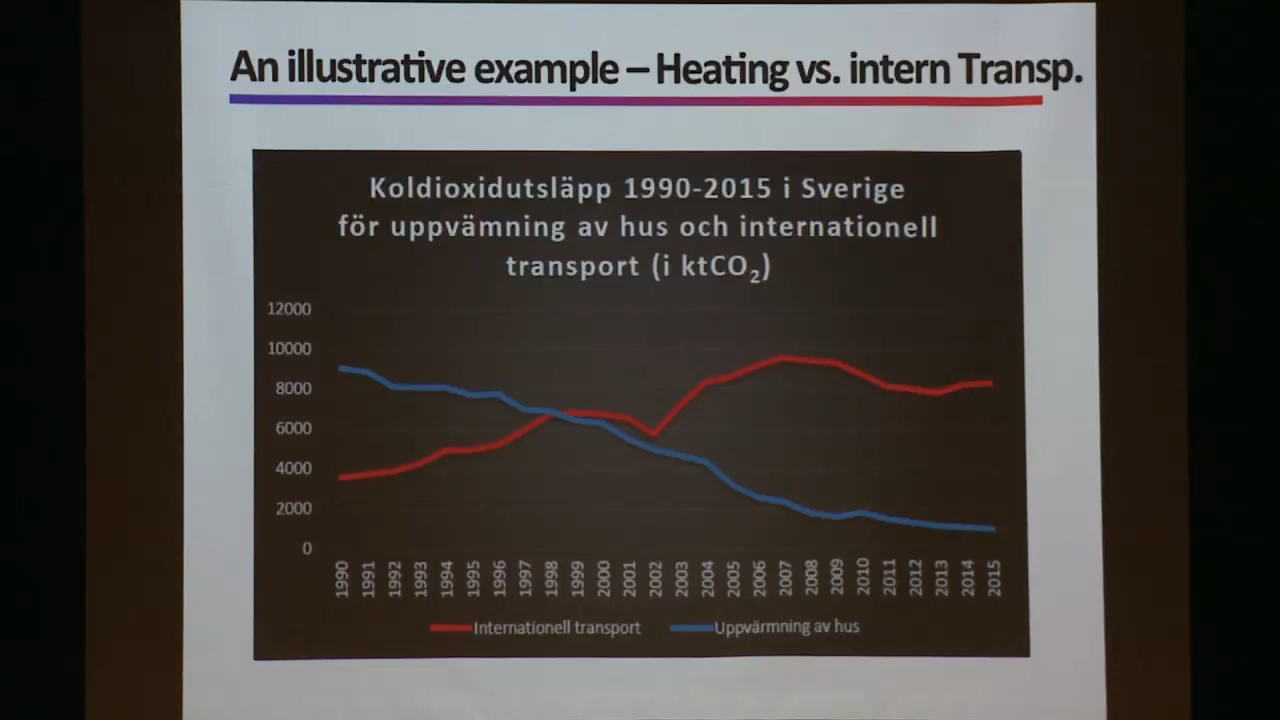 An illustrative example – Heating vs. intern Transp.
Koldioxidutsläpp 1990-2015 i Sverige
för uppvämning av hus och internationell
transport (i ktCO₂)
12000
10000
8000
6000
4000
2000
0
1990 1991 1992 1993 1994 1995 1996 1997 1998 1999 2000 2001 2002 2003 2004 2005 2006 2007 2008 2009 2010 2011 2012 2013 2014 2015
Internationell transport Uppvärmning av hus